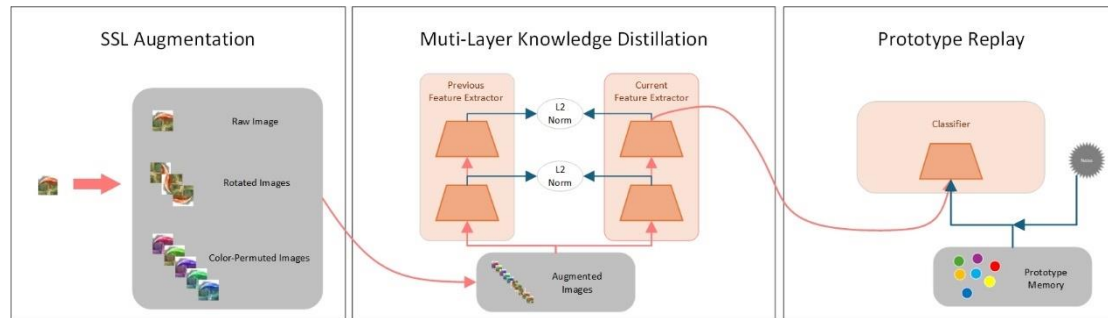 SSL Augmentation
Raw Image
Rotated Images
Color-Permuted Images
Muti-Layer Knowledge Distillation
Previous
Feature Extractor
Current
Feature Extractor
L2
Norm
L2
Norm
Augmented
Images
Prototype Replay
Classifier
Noise
Prototype
Memory